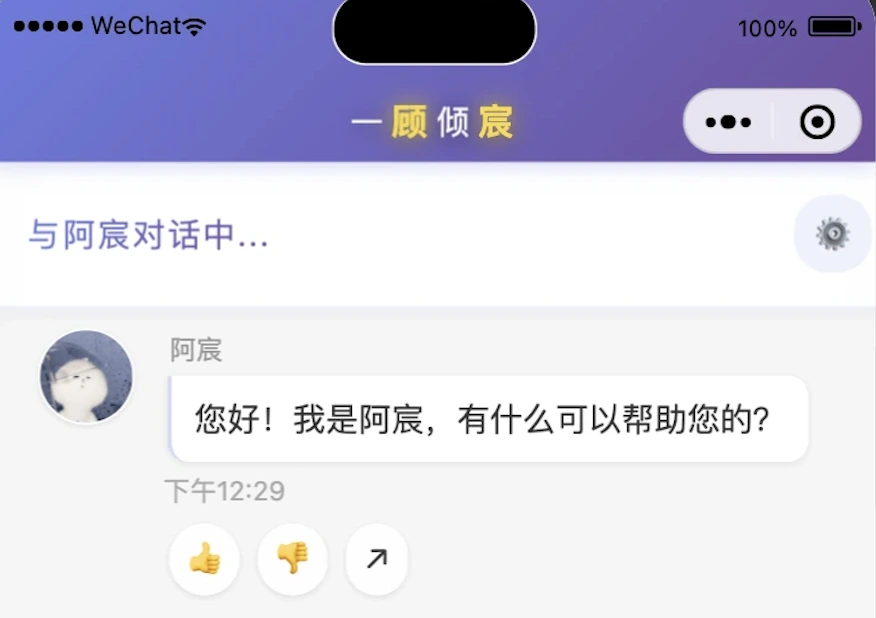 ●●●●● WeChat 100%
一顾倾宸
与阿宸对话中...
阿宸
您好！我是阿宸，有什么可以帮助您的?
下午12:29